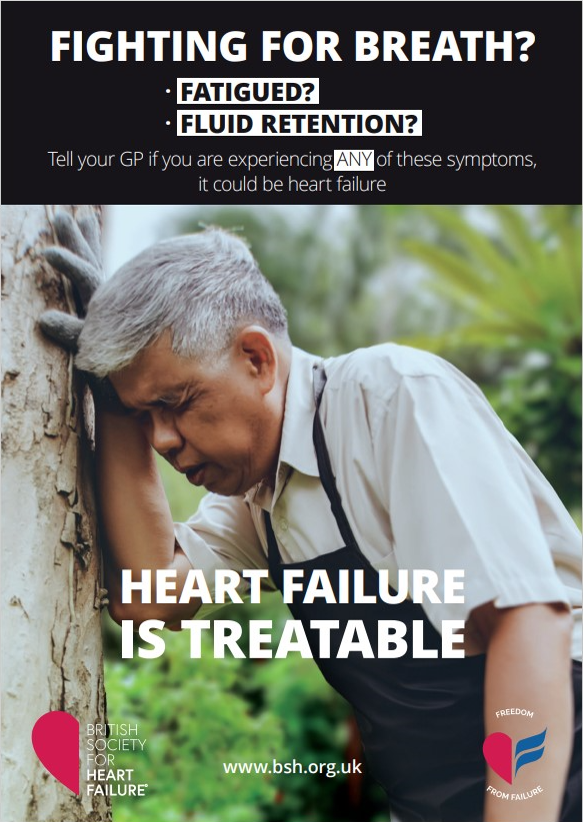 FIGHTING FOR BREATH?
· FATIGUED?
· FLUID RETENTION?
Tell your GP if you are experiencing ANY of these symptoms,
it could be heart failure
HEART FAILURE
IS TREATABLE
BRITISH
SOCIETY
FOR
HEART
FAILURE®
www.bsh.org.uk
FREEDOM
FROM FAILURE